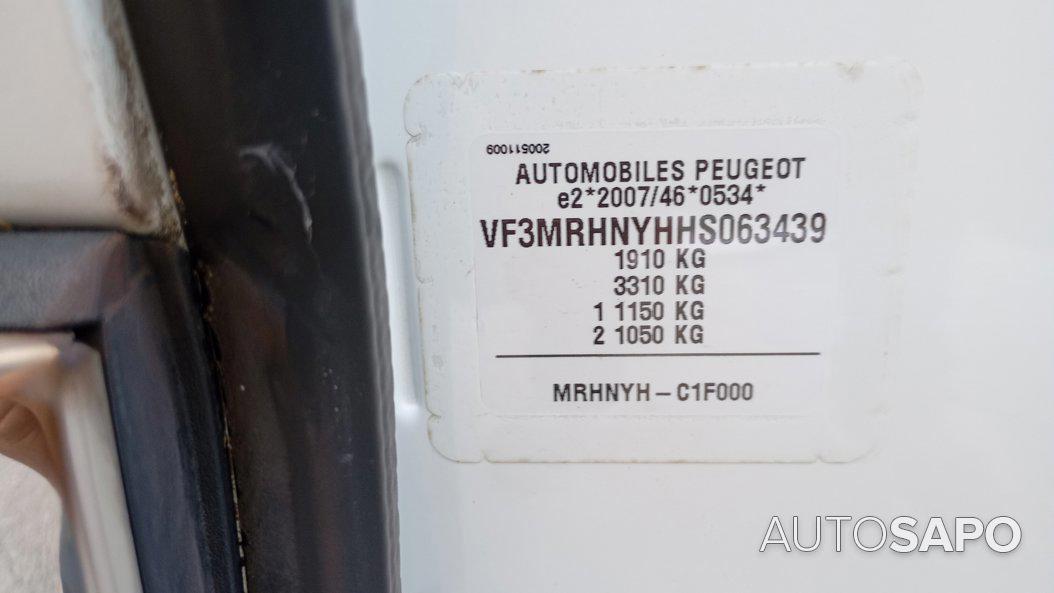 200511009
AUTOMOBILES PEUGEOT
e2*2007/46*0534*
VF3MRHNYHHS063439
1910 KG
3310 KG
1 1150 KG
2 1050 KG
MRHNYH – C1F000
AUTOSAPO